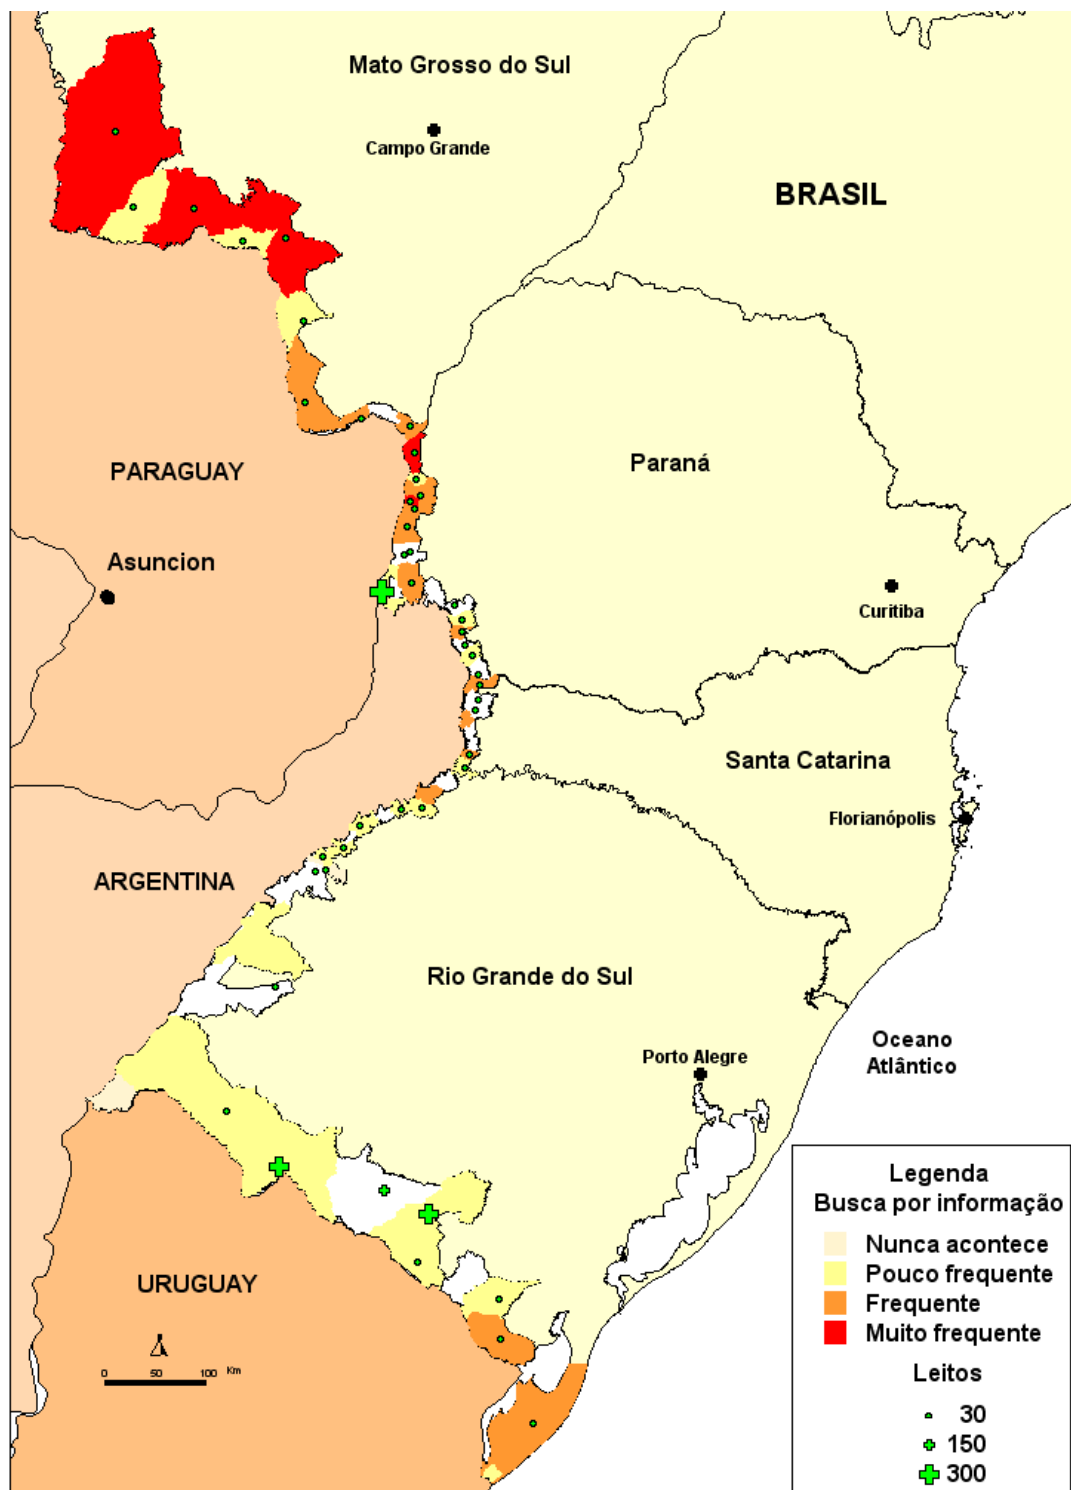 Mato Grosso do Sul
Campo Grande
BRASIL
Paraná
PARAGUAY
Asuncion
Curitiba
Santa Catarina
Florianópolis
ARGENTINA
Rio Grande do Sul
Oceano
Atlântico
Porto Alegre
URUGUAY
0 50 100 Km
Legenda
Busca por informação
Nunca acontece
Pouco frequente
Frequente
Muito frequente
Leitos
30
150
300